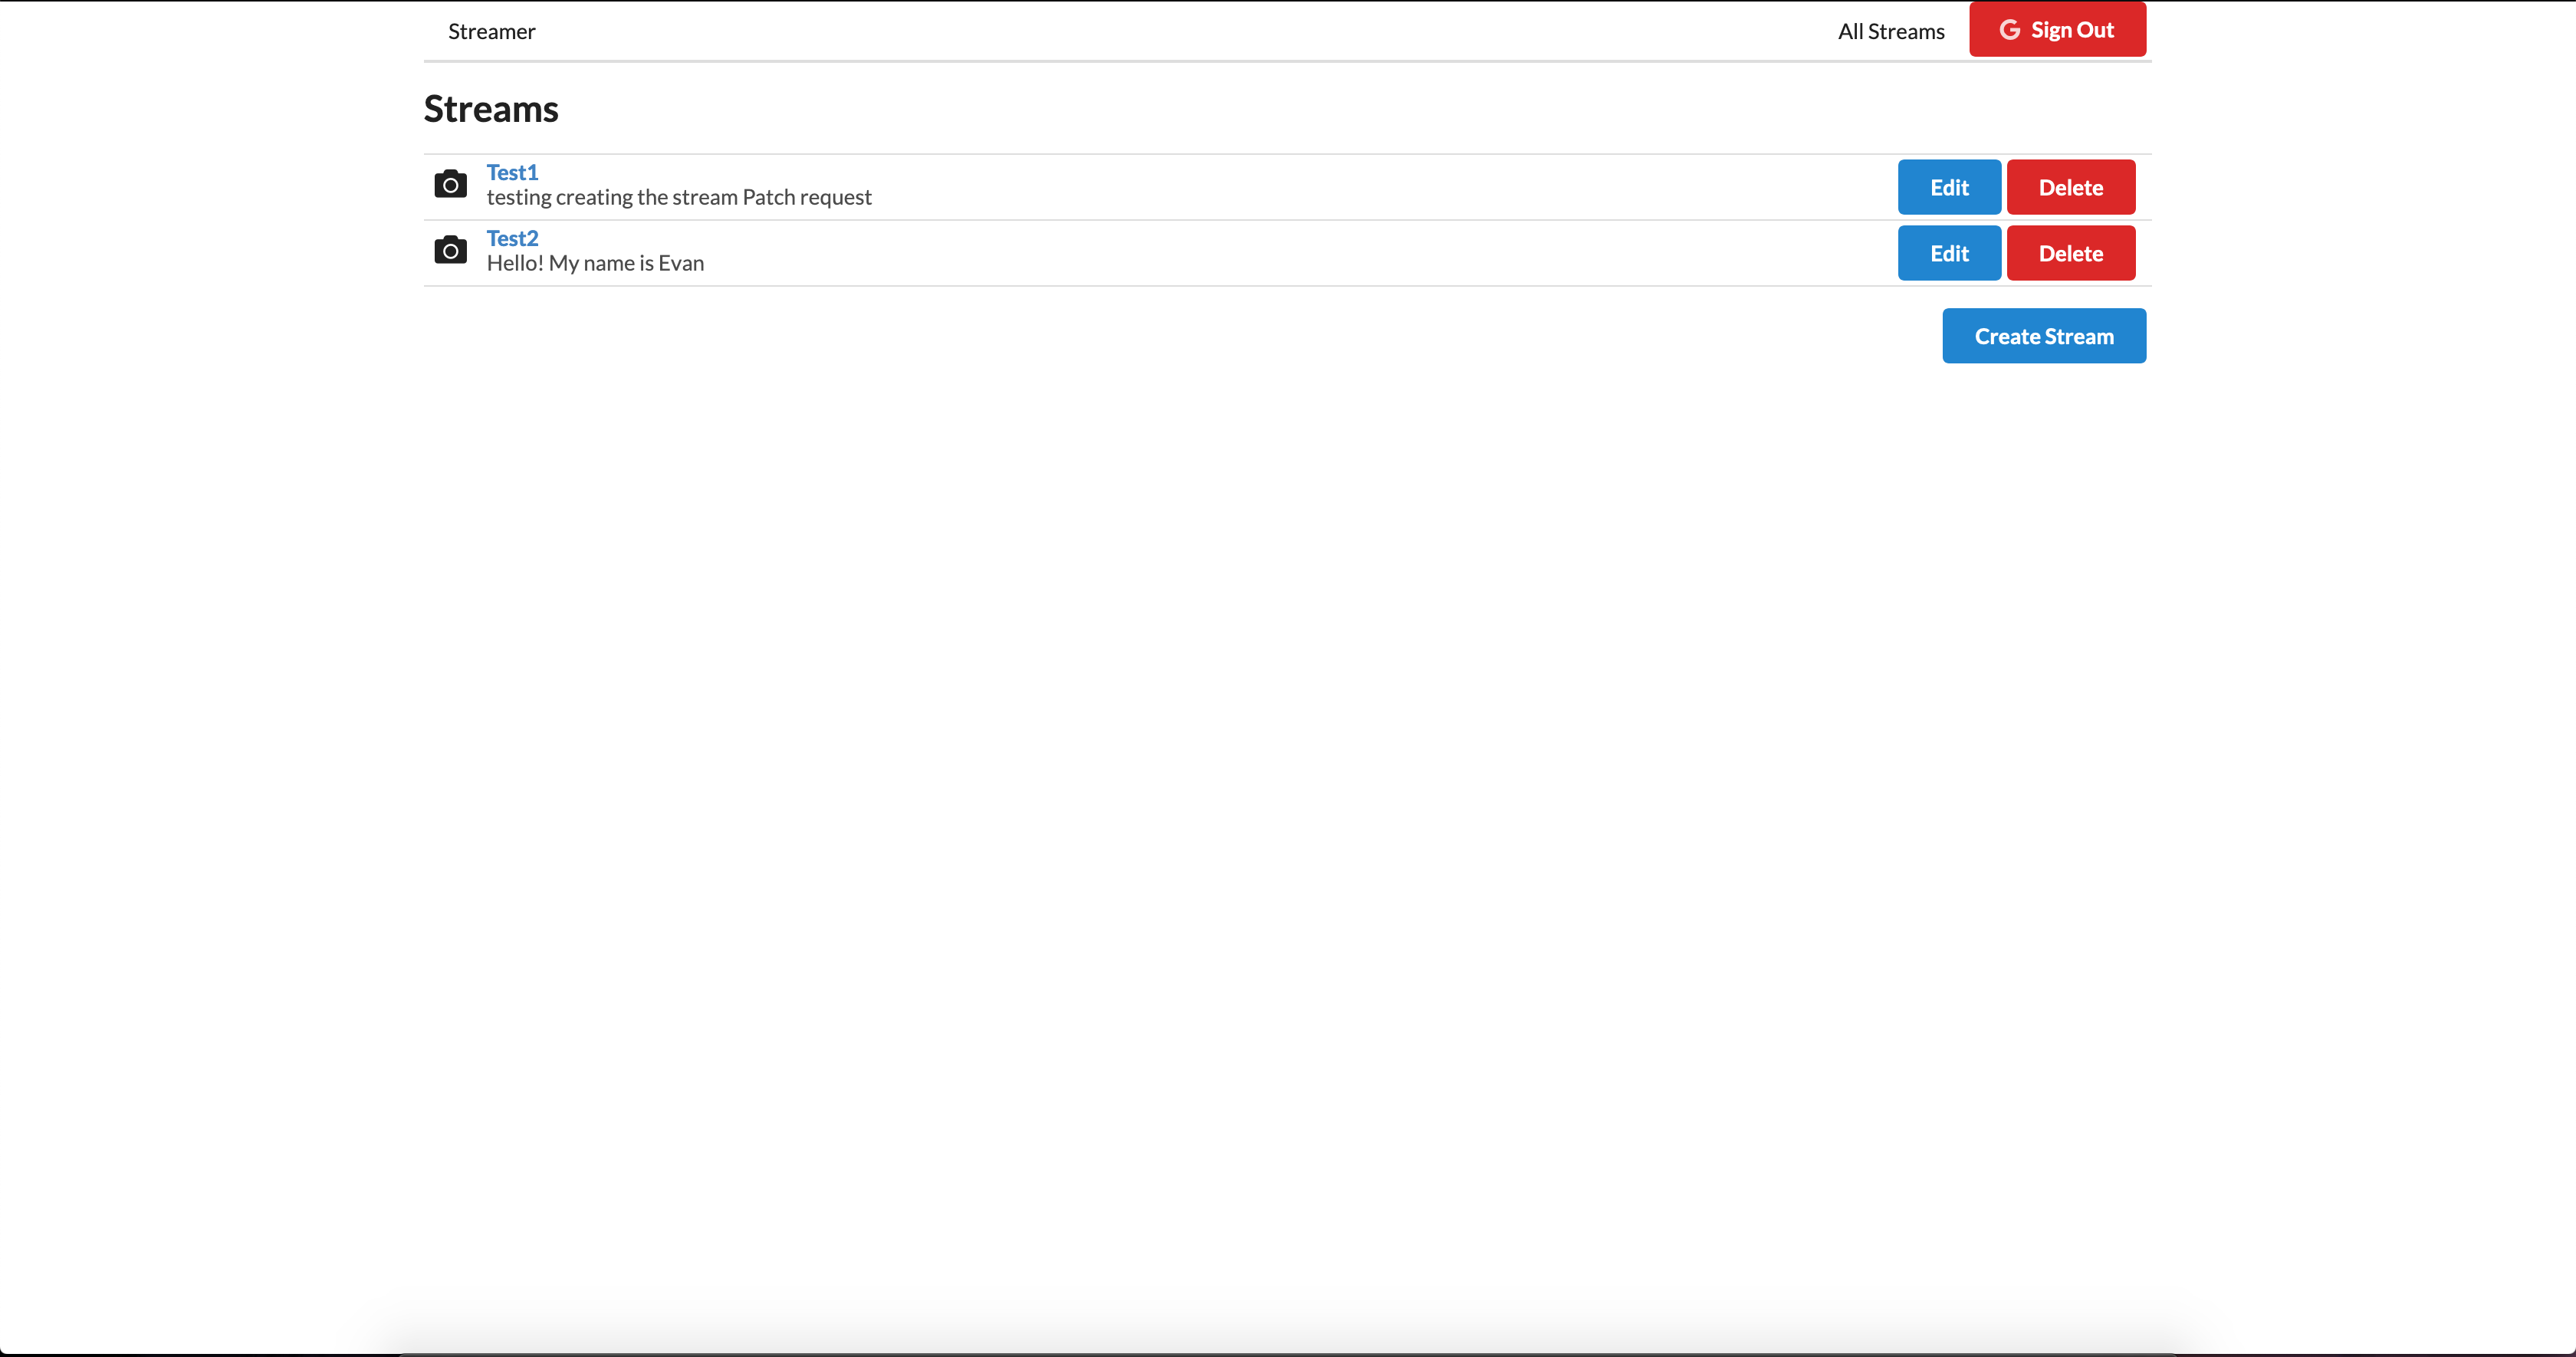 Streamer All Streams Sign Out
Streams
Test1
testing creating the stream Patch request
Edit Delete
Test2
Hello! My name is Evan
Edit Delete
Create Stream